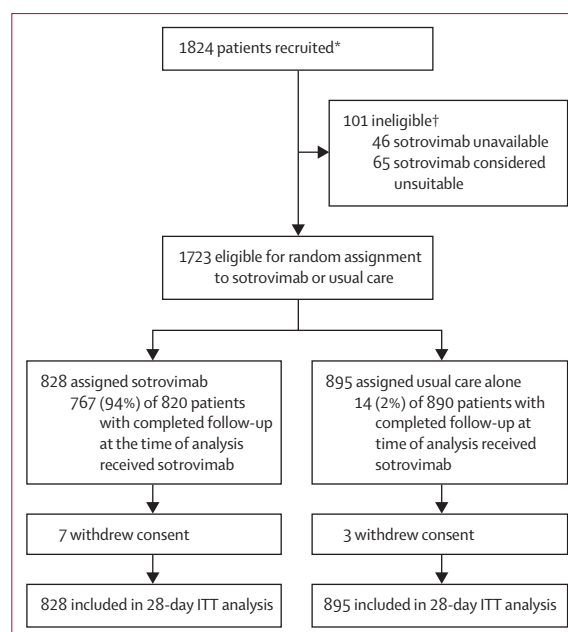 1824 patients recruited*
101 ineligible†
46 sotrovimab unavailable
65 sotrovimab considered
unsuitable
1723 eligible for random assignment
to sotrovimab or usual care
828 assigned sotrovimab
767 (94%) of 820 patients
with completed follow-up
at the time of analysis
received sotrovimab
895 assigned usual care alone
14 (2%) of 890 patients with
completed follow-up at
time of analysis received
sotrovimab
7 withdrew consent
3 withdrew consent
828 included in 28-day ITT analysis
895 included in 28-day ITT analysis